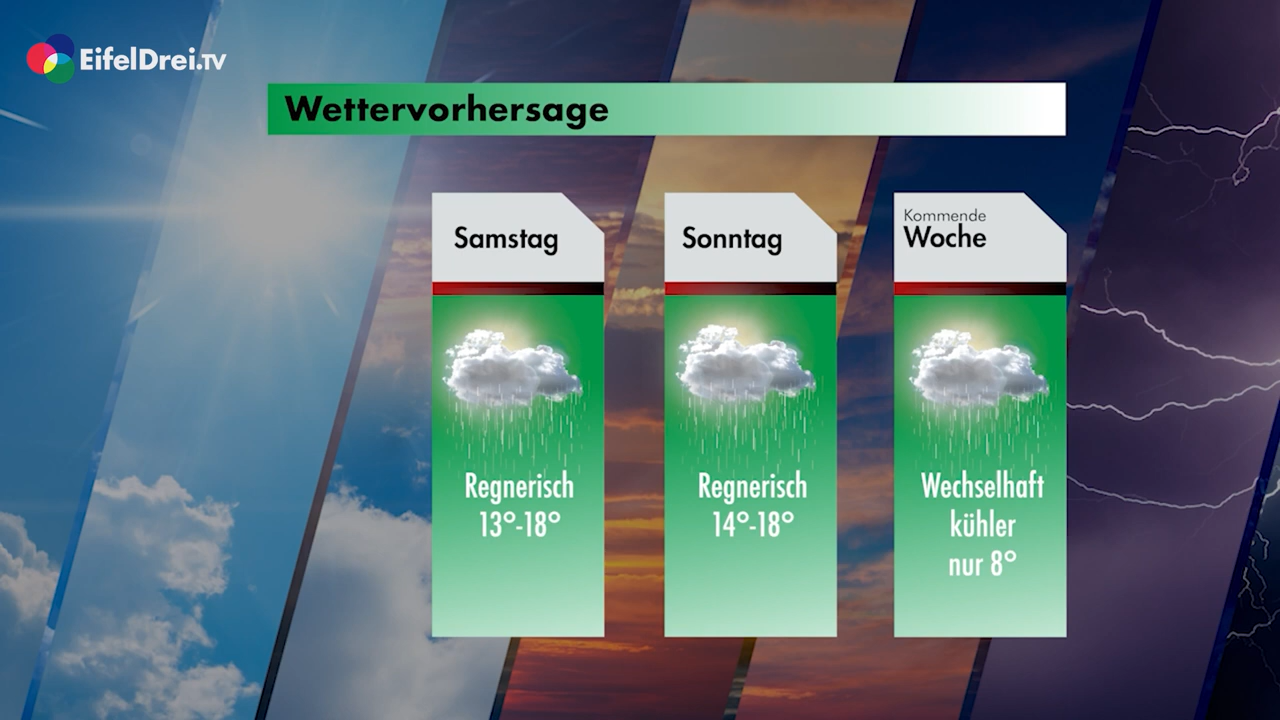 EifelDrei.TV
Wettervorhersage
Samstag
Regnerisch
13°-18°
Sonntag
Regnerisch
14°-18°
Kommende
Woche
Wechselhaft
kühler
nur 8°